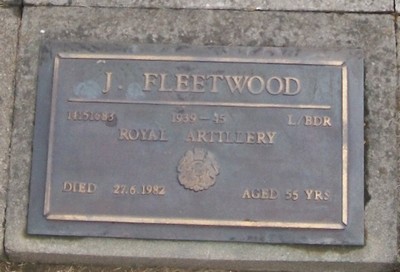 J. FLEETWOOD
1939–45 L/BDR
ROYAL ARTILLERY
DIED 27.6.1982 AGED 55 YRS